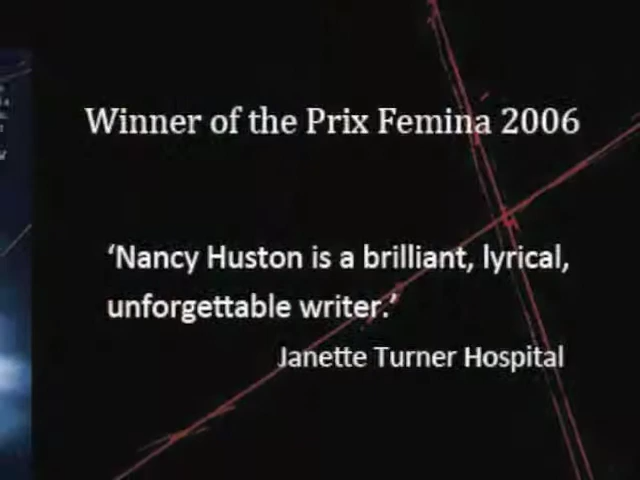 Winner of the Prix Femina 2006
‘Nancy Huston is a brilliant, lyrical,
unforgettable writer.’
Janette Turner Hospital